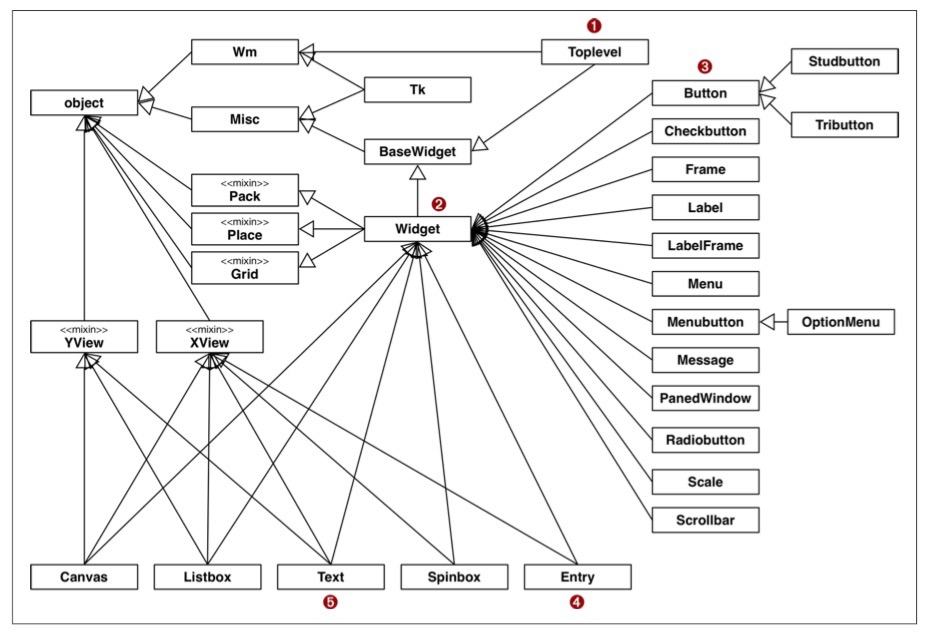 ❶
Wm
Toplevel
Studbutton
❸
Tk
object
Button
Misc
Tributton
Checkbutton
BaseWidget
Frame
<<mixin>>
Pack
❷
Label
<<mixin>>
Place
Widget
LabelFrame
<<mixin>>
Grid
Menu
<<mixin>>
YView
<<mixin>>
XView
Menubutton
OptionMenu
Message
PanedWindow
Radiobutton
Scale
Scrollbar
Canvas
Listbox
Text
Spinbox
Entry
❺
❹